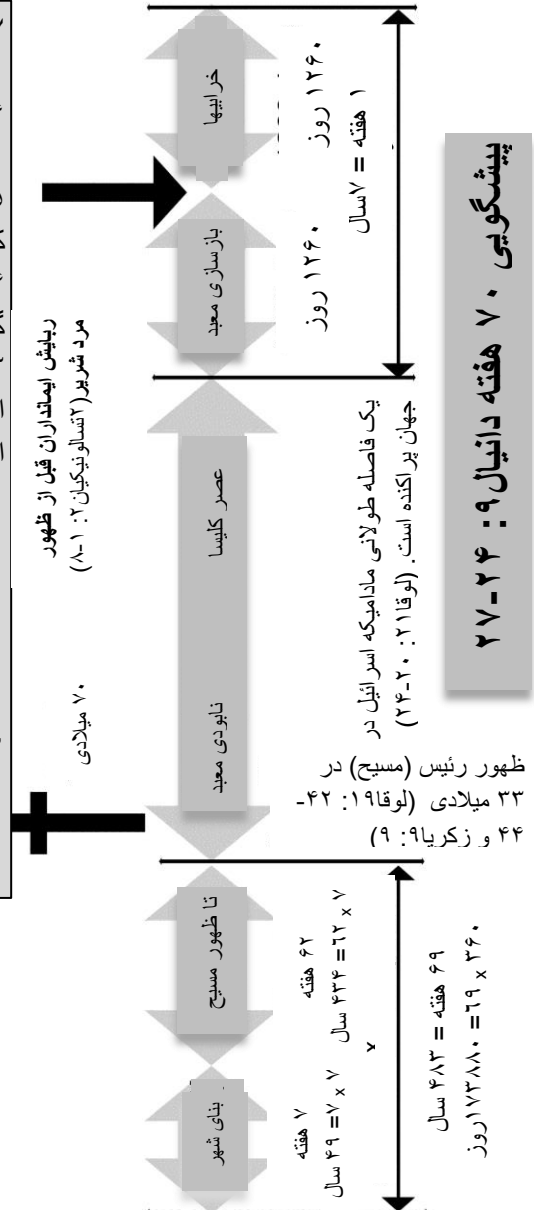 پیشگویی ۷۰ هفته دانیال۹: ۲۴-۲۷
بنای شهر
تا ظهور مسیح
نابودی معبد
عصر کلیسا
بازسازی معبد
خرابیها
۷ هفته
۷ x ۷= ۴۹ سال
۶۲ هفته
۷ x ۶۲= ۴۳۴ سال
۶۹ هفته = ۴۸۳ سال
۳۶۰ x ۶۹= ۱۷۳۸۸۰روز
ظهور رئیس (مسیح) در
۳۳ میلادی (لوقا۱۹: ۴۲-
۴۴ و زکریا۹: ۹)
۷۰ میلادی
یک فاصله طولانی مادامیکه اسرائیل در
جهان پراکنده است. (لوقا۲۱: ۲۰-۲۴)
ربایش ایمانداران قبل از ظهور
مرد شریر(۲تسالونیکیان۲: ۱-۸)
۱۲۶۰ روز
۱۲۶۰ روز
۱ هفته = ۷سال